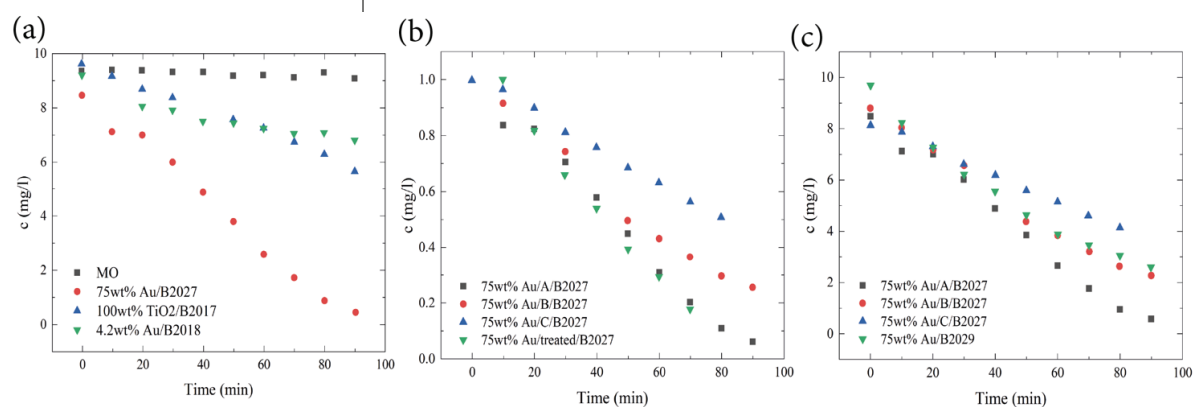 (a)
10
8
6
4
2
0
c (mg/l)
MO
75wt% Au/B2027
100wt% TiO2/B2017
4.2wt% Au/B2018
0 20 40 60 80 100
Time (min)
(b)
1.0
0.8
0.6
0.4
0.2
0.0
c (mg/l)
75wt% Au/A/B2027
75wt% Au/B/B2027
75wt% Au/C/B2027
75wt% Au/treated/B2027
0 20 40 60 80 100
Time (min)
(c)
10
8
6
4
2
0
c (mg/l)
75wt% Au/A/B2027
75wt% Au/B/B2027
75wt% Au/C/B2027
75wt% Au/B2029
0 20 40 60 80 100
Time (min)